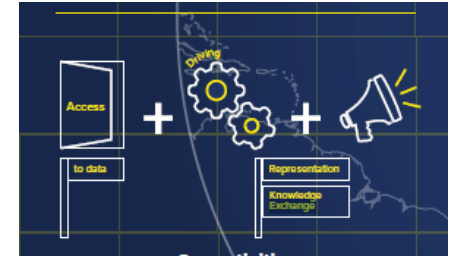 Driving
Access
to data
Representation
Knowledge
Exchange